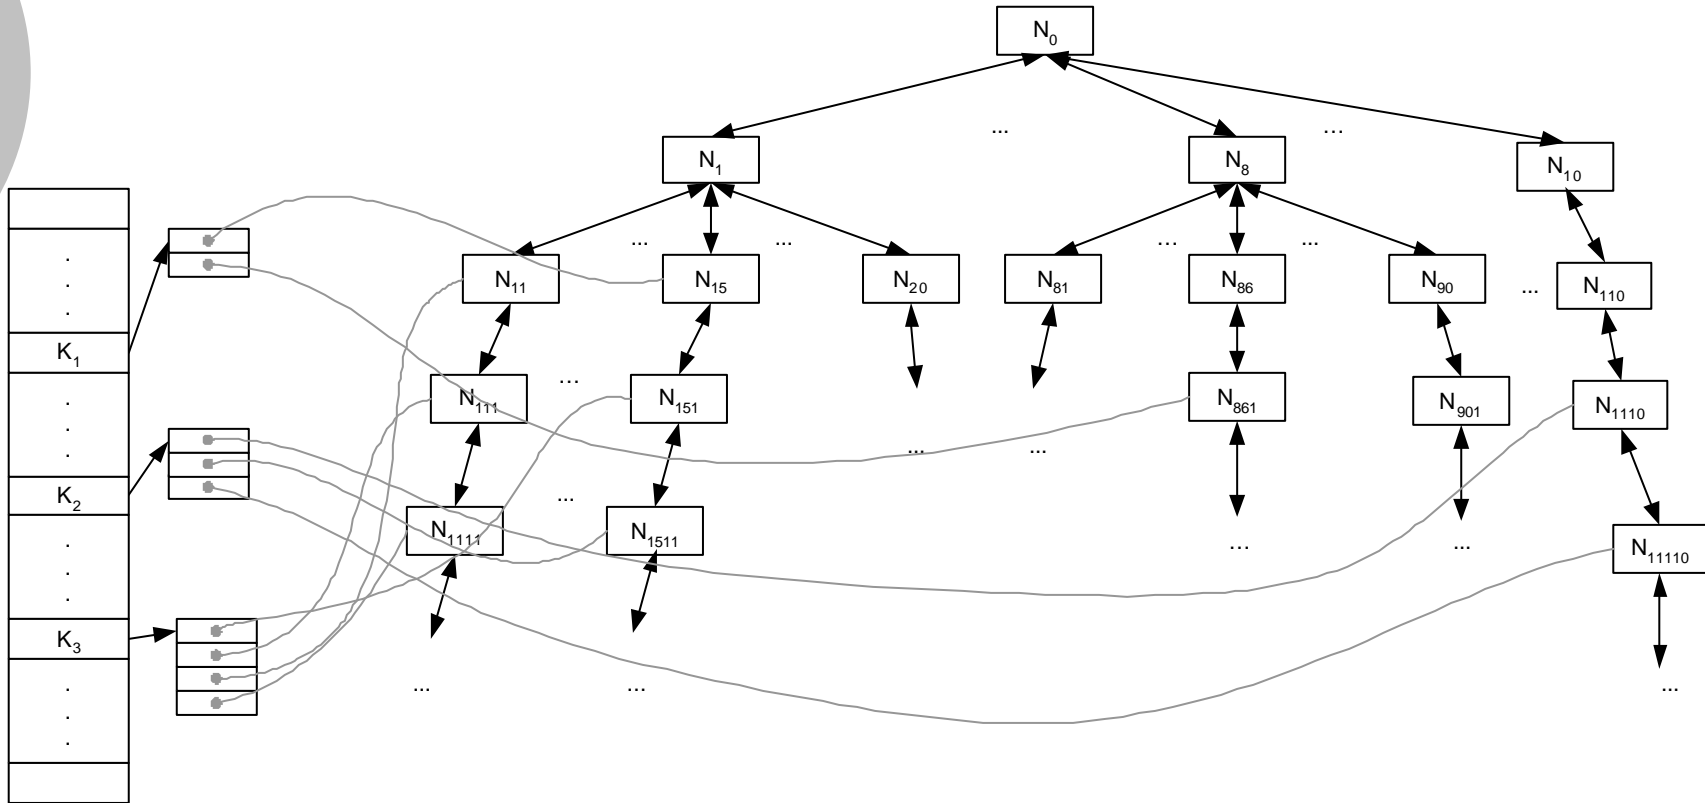 N₀
... ...
N₁ N₈ N₁₀
... ... ... ...
N₁₁ N₁₅ N₂₀ N₈₁ N₈₆ N₉₀ ... N₁₁₀
.
.
.
K₁
...
N₁₁₁ N₁₅₁ N₈₆₁ N₉₀₁ N₁₁₁₀
.
.
.
... ...
K₂
...
N₁₁₁₁ N₁₅₁₁ ... ... N₁₁₁₁₀
.
.
.
K₃
... ... ...
.
.
.